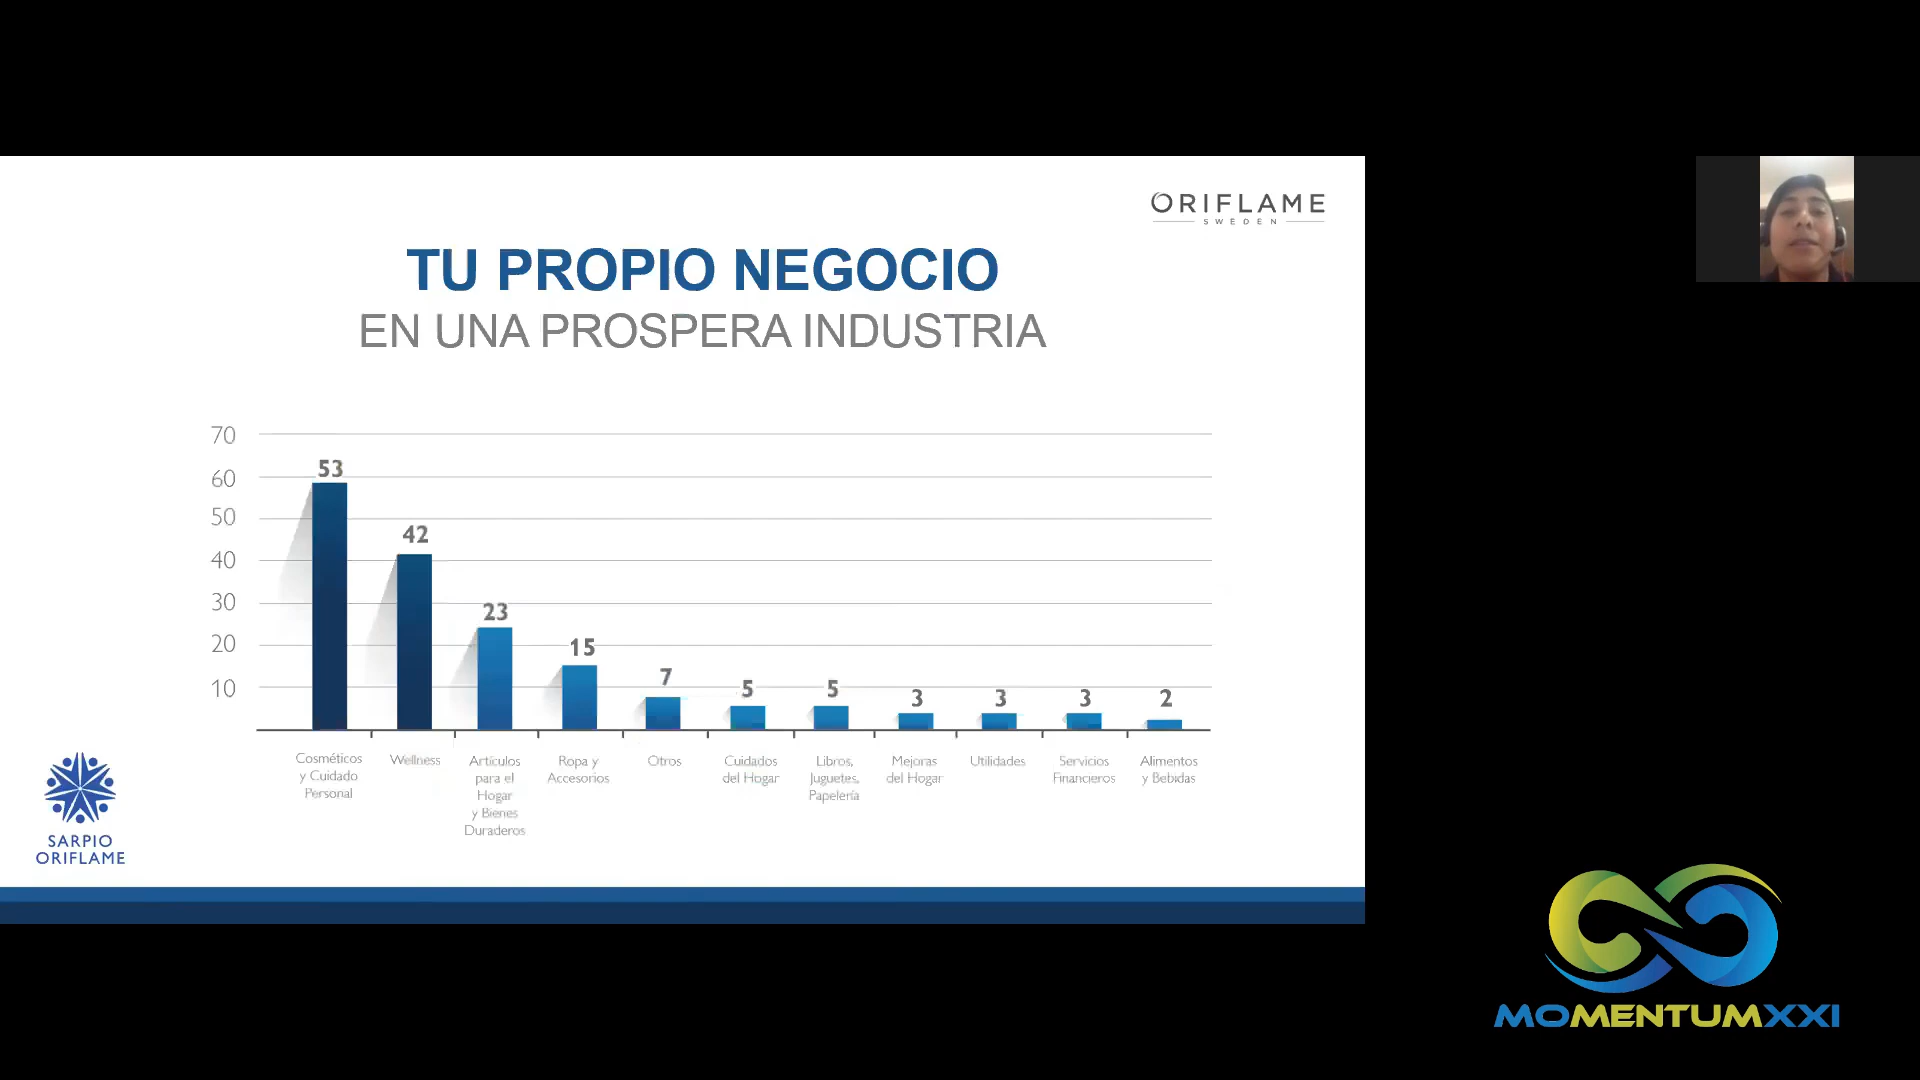 ORIFLAME
SWEDEN
TU PROPIO NEGOCIO
EN UNA PROSPERA INDUSTRIA
70
60
50
40
30
20
10
53
42
23
15
7
5
5
3
3
3
2
Cosméticos
y Cuidado
Personal
Wellness
Artículos
para el
Hogar
y Bienes
Duraderos
Ropa y
Accesorios
Otros
Cuidados
del Hogar
Libros,
Juguetes,
Papelería
Mejoras
del Hogar
Utilidades
Servicios
Financieros
Alimentos
y Bebidas
SARPIO
ORIFLAME
MOMENTUMXXI